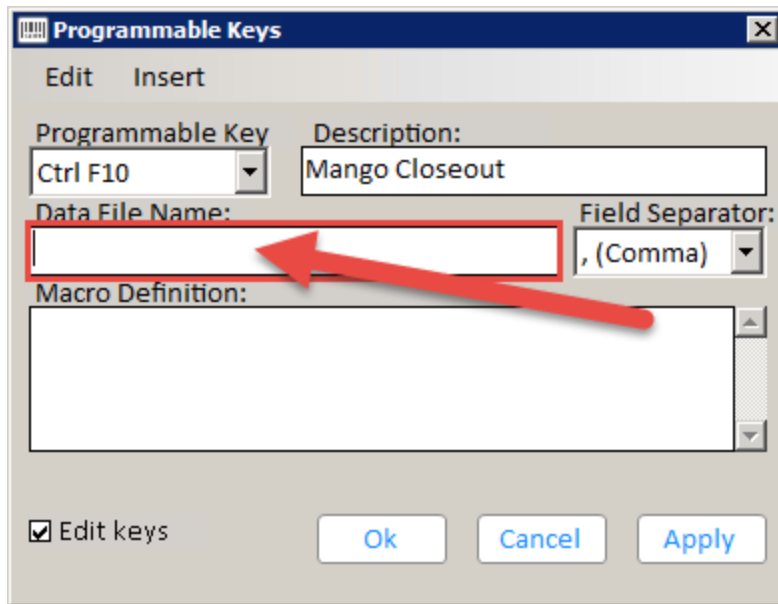 Programmable Keys
Edit Insert
Programmable Key Description:
Ctrl F10 Mango Closeout
Data File Name: Field Separator:
, (Comma)
Macro Definition:
Edit keys Ok Cancel Apply